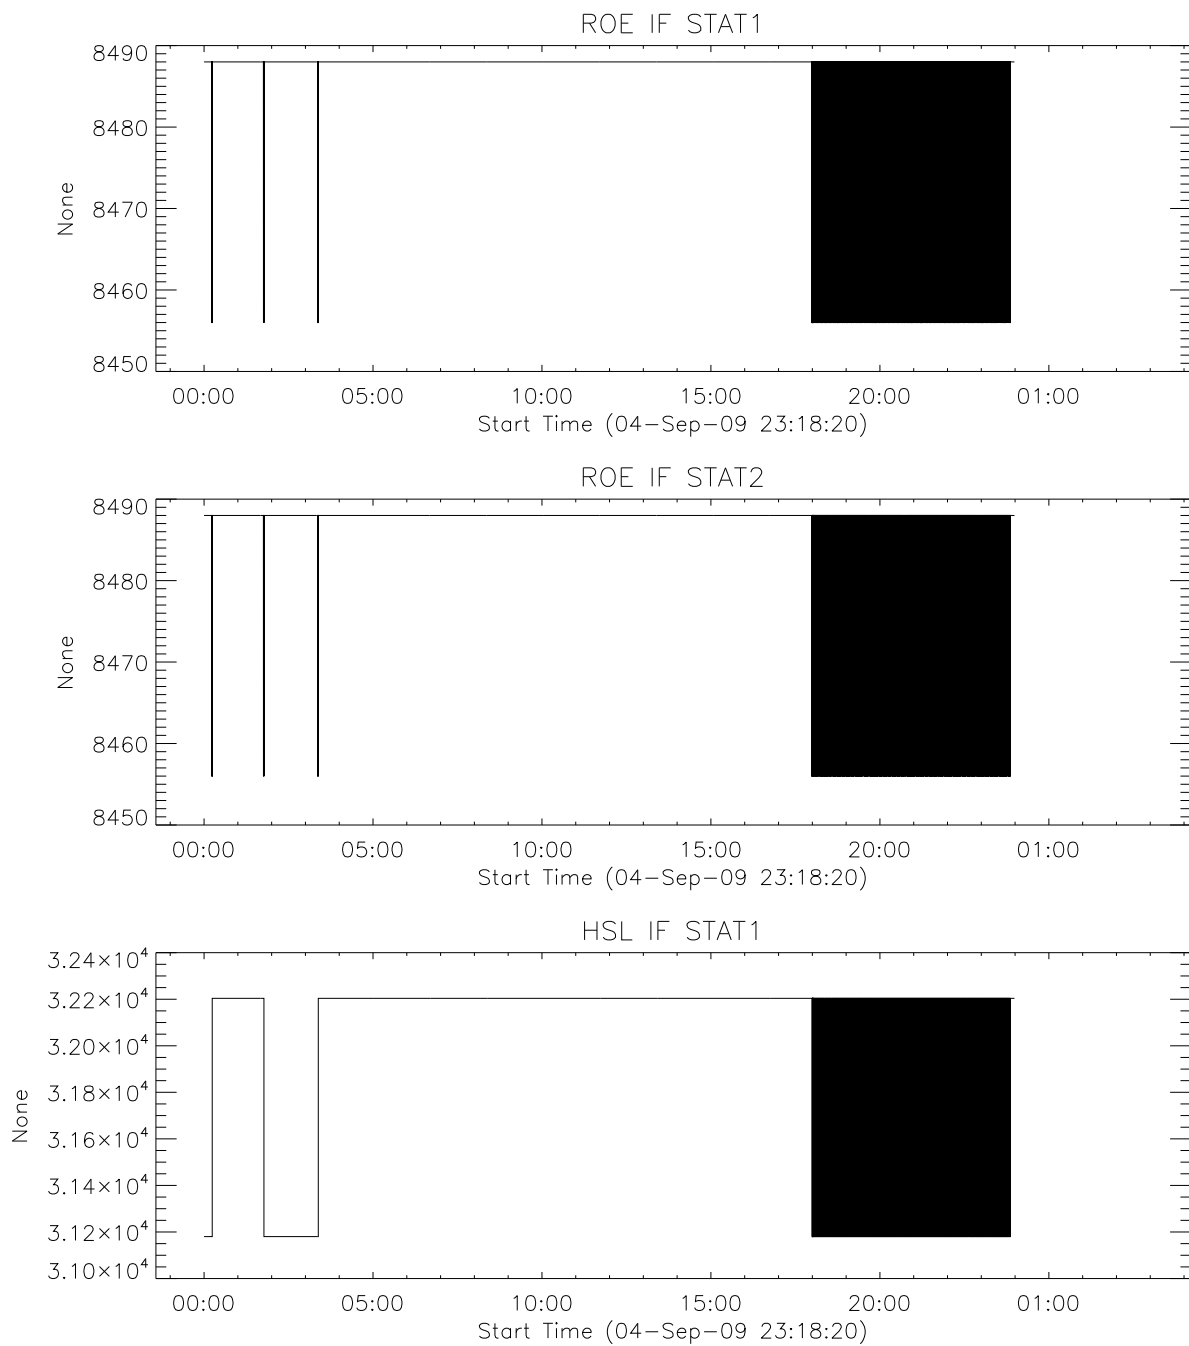 ROE IF STAT1
8490
8480
8470
8460
8450
None
00:00 05:00 10:00 15:00 20:00 01:00
Start Time (04-Sep-09 23:18:20)
ROE IF STAT2
8490
8480
8470
8460
8450
None
00:00 05:00 10:00 15:00 20:00 01:00
Start Time (04-Sep-09 23:18:20)
HSL IF STAT1
3.24×10⁴
3.22×10⁴
3.20×10⁴
3.18×10⁴
3.16×10⁴
3.14×10⁴
3.12×10⁴
3.10×10⁴
None
00:00 05:00 10:00 15:00 20:00 01:00
Start Time (04-Sep-09 23:18:20)